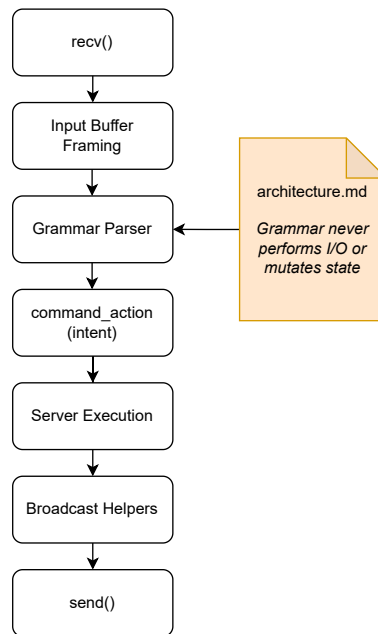 recv()
Input Buffer
Framing
Grammar Parser
architecture.md
Grammar never
performs I/O or
mutates state
command_action
(intent)
Server Execution
Broadcast Helpers
send()